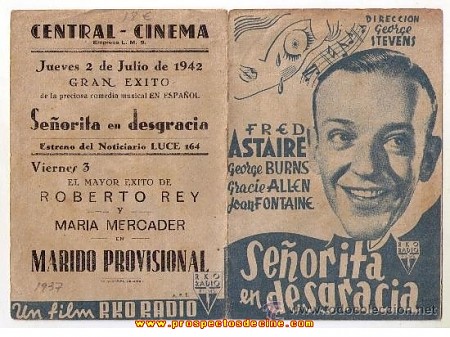 18 €
CENTRAL - CINEMA
Empresa L. M. S.
Jueves 2 de Julio de 1942
GRAN EXITO
de la preciosa comedia musical EN ESPAÑOL
Señorita en desgracia
Estreno del Noticiario LUCE 164
Viernes 3
EL MAYOR EXITO DE
ROBERTO REY
Y
MARIA MERCADER
en
MARIDO PROVISIONAL
1937
Un film RKO RADIO
DIRECCION
George
STEVENS
FRED
ASTAIRE
George BURNS
Gracie ALLEN
Joan FONTAINE
Señorita
en desgracia
RKO
RADIO
www.todocoleccion.net
www.prospectosdecine.com